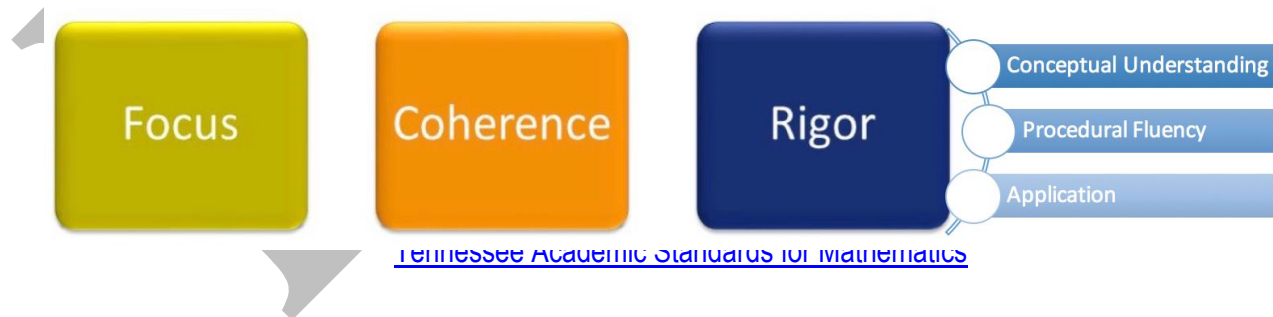 Focus
Coherence
Rigor
Conceptual Understanding
Procedural Fluency
Application
Tennessee Academic Standards for Mathematics